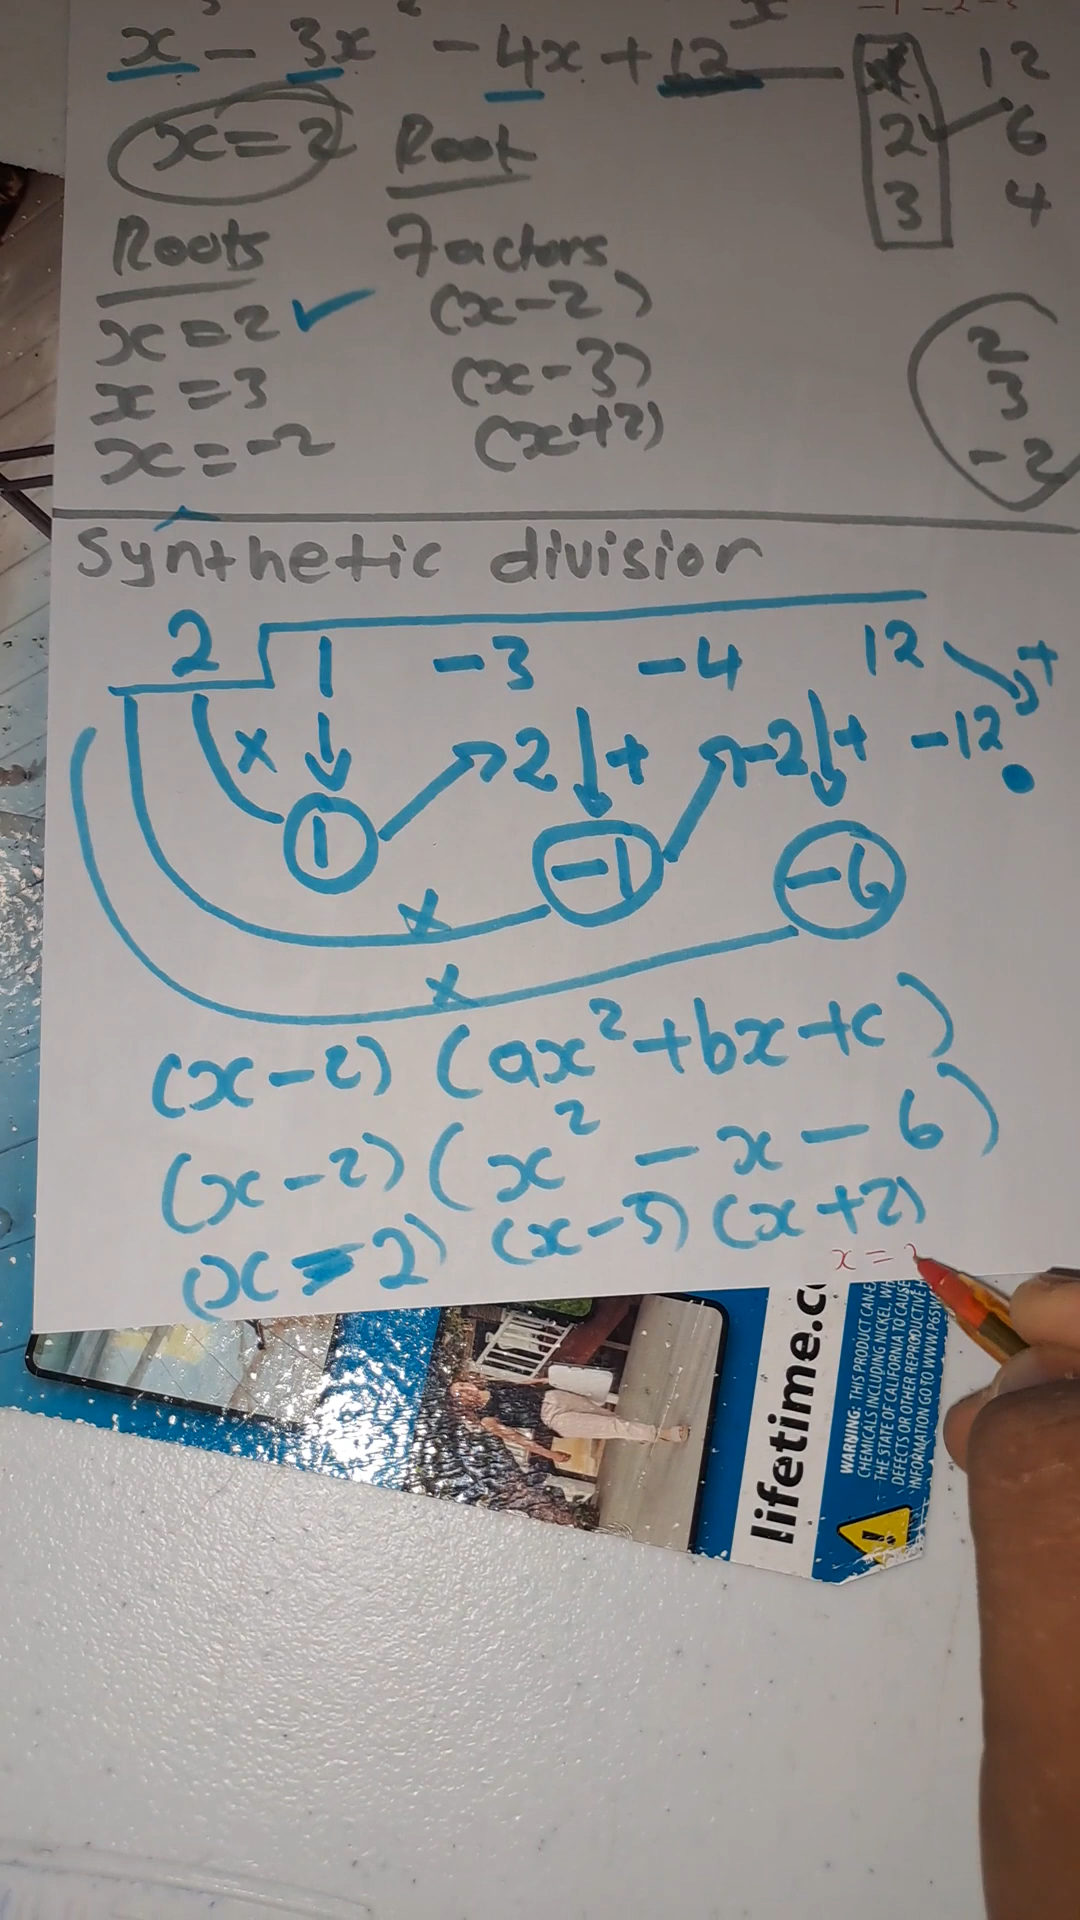 x³ - 3x² - 4x + 12
x 12
2 6
3 4
x=2 Root
Roots Factors
x=2 ✓ (x-2)
x=3 (x-3)
x=-2 (x+2)
2
3
-2
Synthetic division
2 1 -3 -4 12 +
x 2 + -2 + -12
1 -1 -6
x
x
(x-2) (ax²+bx+c)
(x-2) (x² - x - 6)
(x-2) (x-3) (x+2)
x =
lifetime.c
WARNING: THIS PRODUCT CAN E
CHEMICALS INCLUDING NICKEL, WH
THE STATE OF CALIFORNIA TO CAUSE
DEFECTS OR OTHER REPRODUCTIVE H
INFORMATION GO TO WWW.P65WA